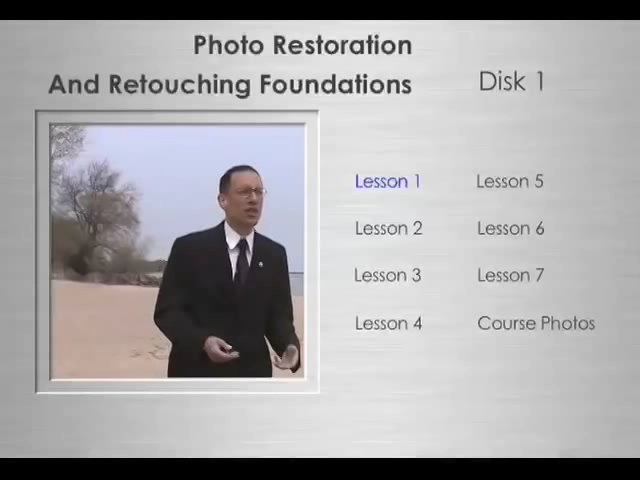 Photo Restoration
And Retouching Foundations
Disk 1
Lesson 1
Lesson 2
Lesson 3
Lesson 4
Lesson 5
Lesson 6
Lesson 7
Course Photos